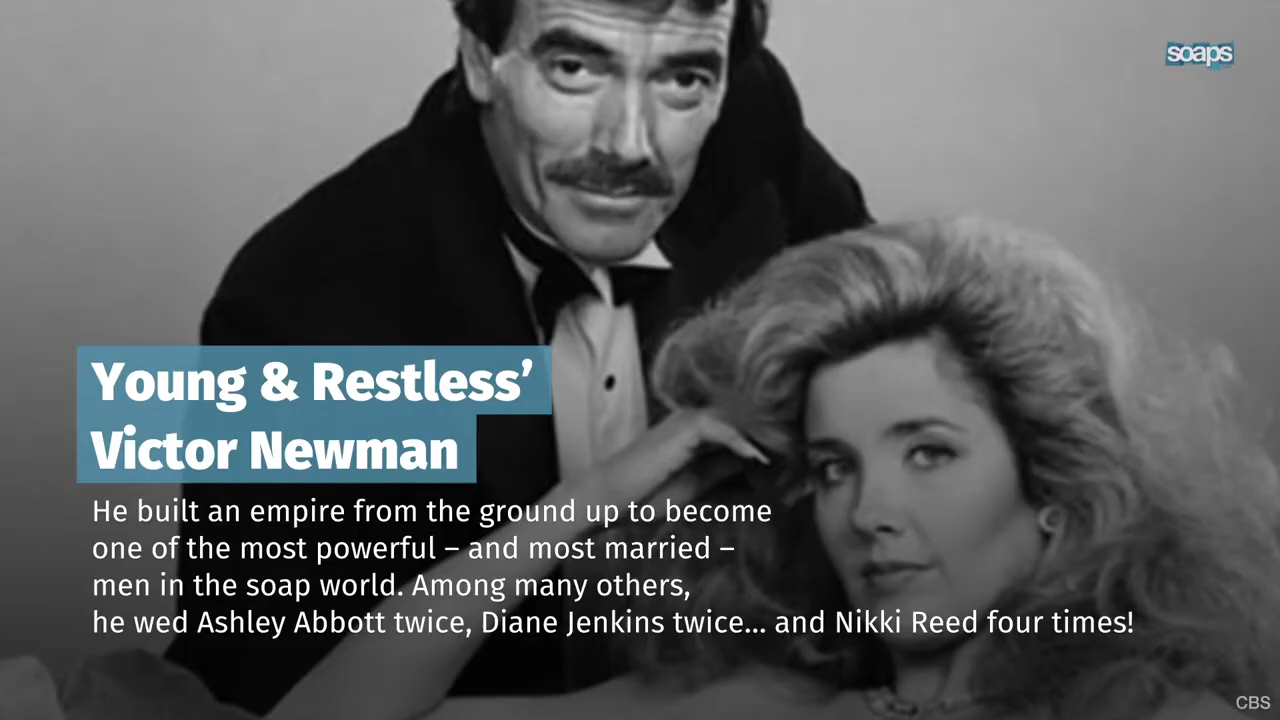 soaps
Young & Restless’
Victor Newman
He built an empire from the ground up to become
one of the most powerful – and most married –
men in the soap world. Among many others,
he wed Ashley Abbott twice, Diane Jenkins twice... and Nikki Reed four times!
CBS